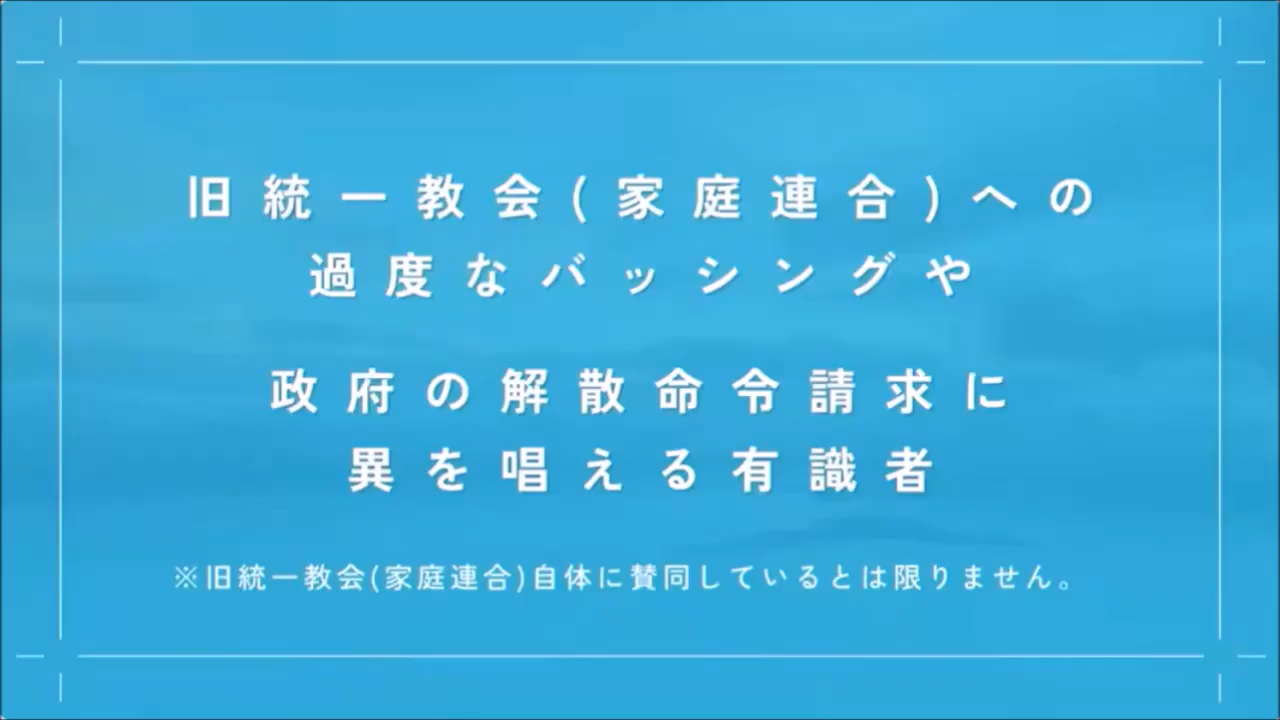 旧統一教会(家庭連合)への
過度なバッシングや
政府の解散命令請求に
異を唱える有識者
※旧統一教会(家庭連合)自体に賛同しているとは限りません。